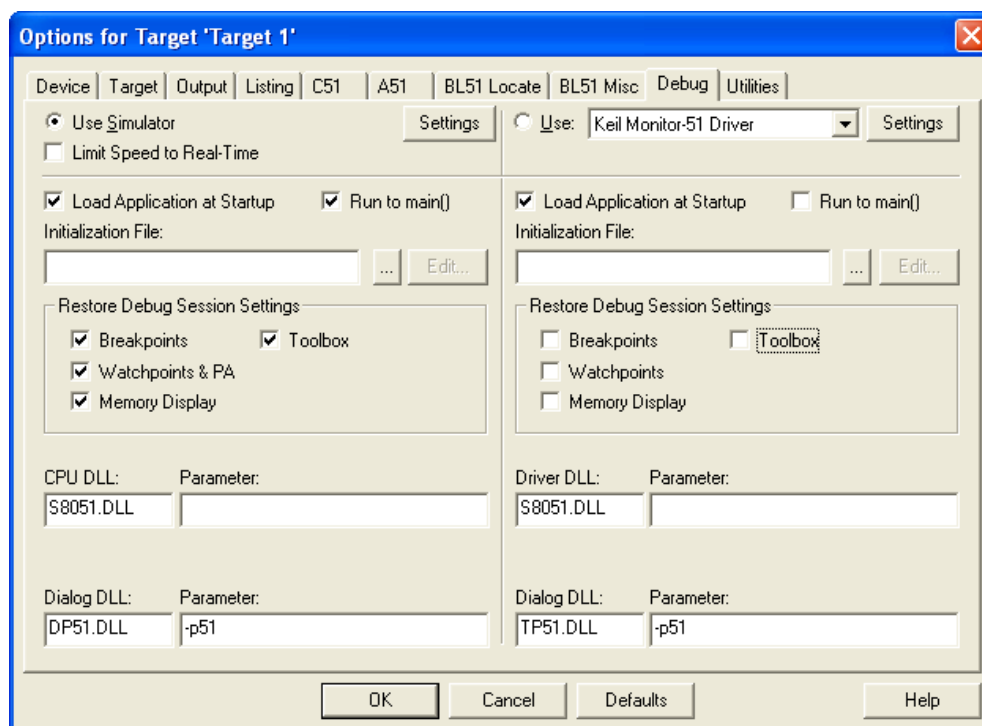 Options for Target 'Target 1'
Device Target Output Listing C51 A51 BL51 Locate BL51 Misc Debug Utilities
Use Simulator Settings Use: Keil Monitor-51 Driver Settings
Limit Speed to Real-Time
Load Application at Startup Run to main() Load Application at Startup Run to main()
Initialization File: Initialization File:
... Edit... ... Edit...
Restore Debug Session Settings Restore Debug Session Settings
Breakpoints Toolbox Breakpoints Toolbox
Watchpoints & PA Watchpoints
Memory Display Memory Display
CPU DLL: Parameter: Driver DLL: Parameter:
S8051.DLL S8051.DLL
Dialog DLL: Parameter: Dialog DLL: Parameter:
DP51.DLL -p51 TP51.DLL -p51
OK Cancel Defaults Help